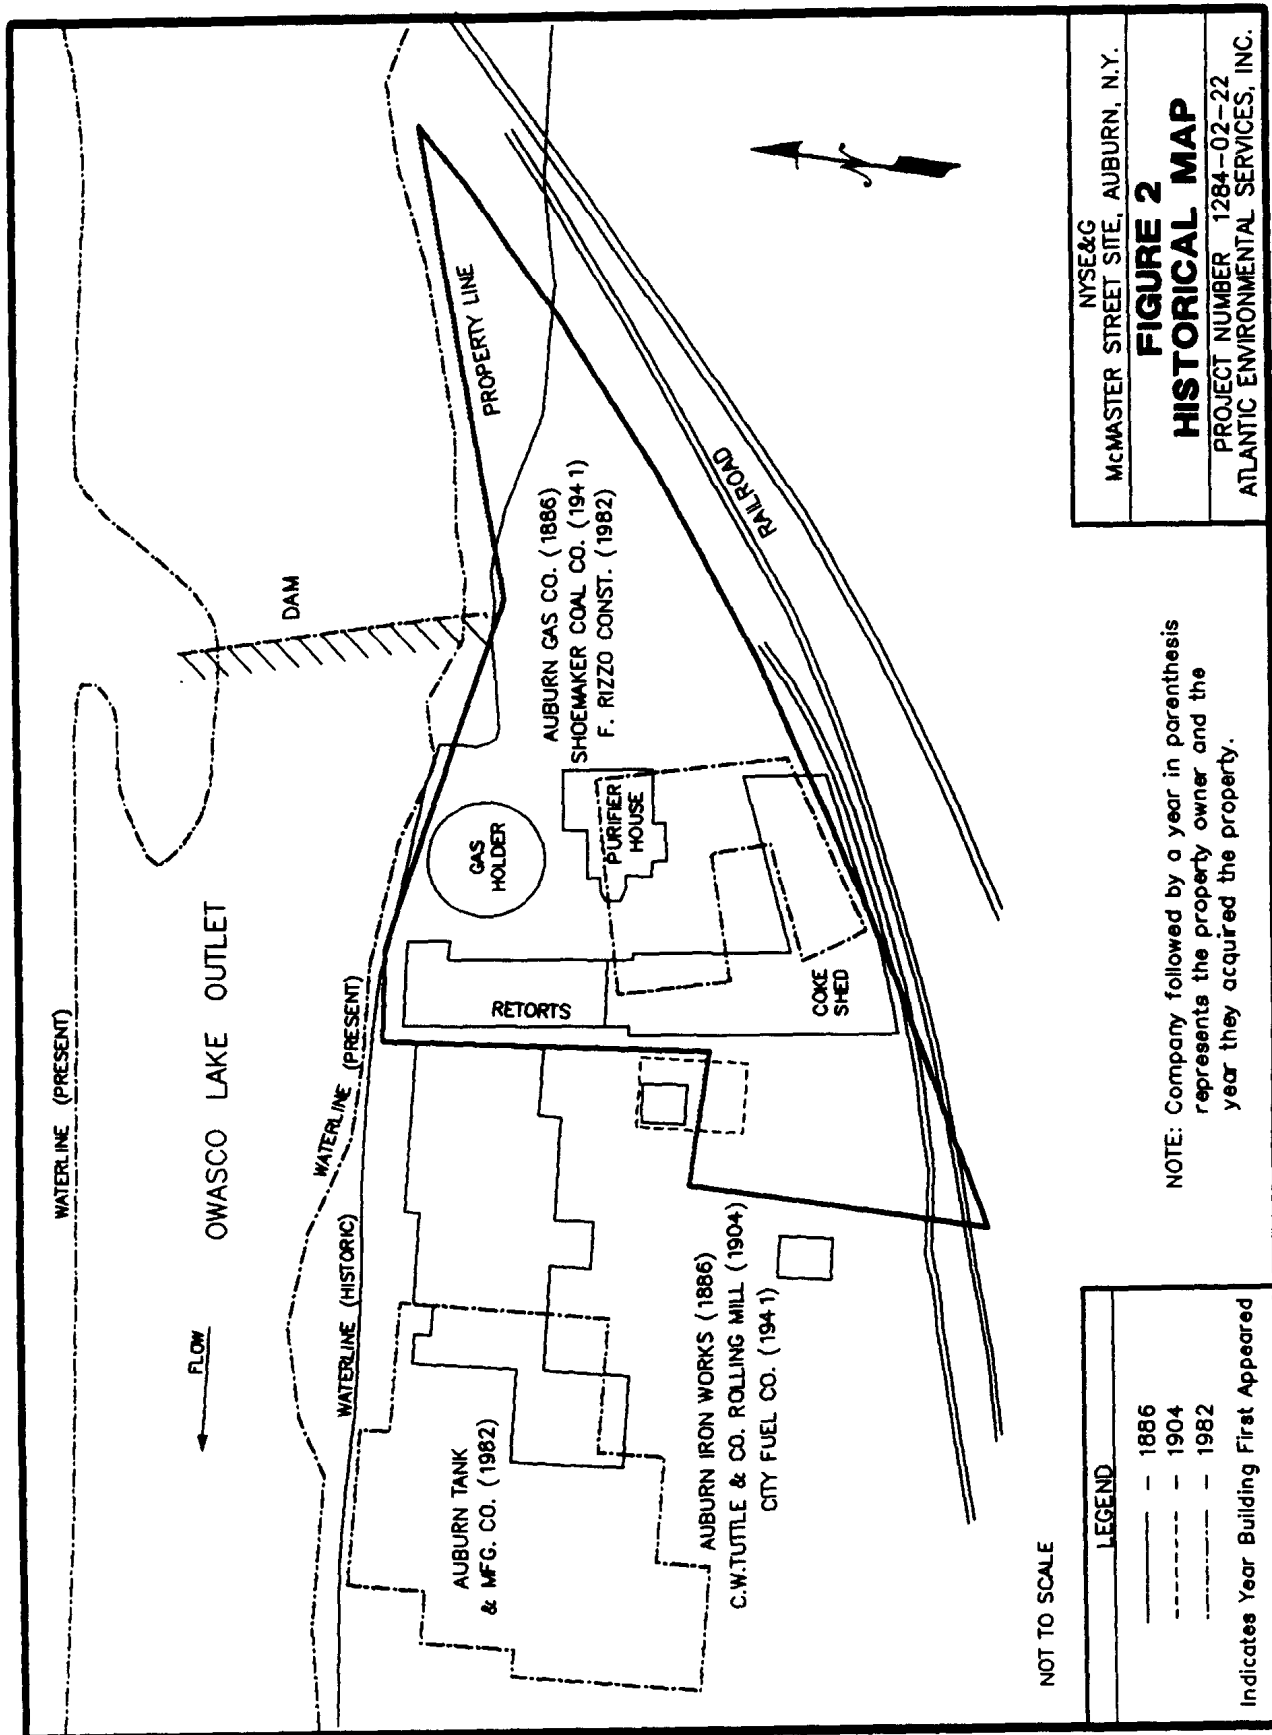 WATERLINE (PRESENT)
OWASCO LAKE OUTLET
FLOW
DAM
WATERLINE (PRESENT)
WATERLINE (HISTORIC)
PROPERTY LINE
GAS
HOLDER
AUBURN GAS CO. (1886)
SHOEMAKER COAL CO. (1941)
F. RIZZO CONST. (1982)
PURIFIER
HOUSE
RETORTS
COKE
SHED
RAILROAD
AUBURN TANK
& MFG. CO. (1982)
AUBURN IRON WORKS (1886)
C.W.TUTTLE & CO. ROLLING MILL (1904)
CITY FUEL CO. (1941)
NOT TO SCALE
LEGEND
- 1886
- 1904
- 1982
Indicates Year Building First Appeared
NOTE: Company followed by a year in parenthesis
represents the property owner and the
year they acquired the property.
NYSE&G
McMASTER STREET SITE, AUBURN, N.Y.
FIGURE 2
HISTORICAL MAP
PROJECT NUMBER 1284-02-22
ATLANTIC ENVIRONMENTAL SERVICES, INC.